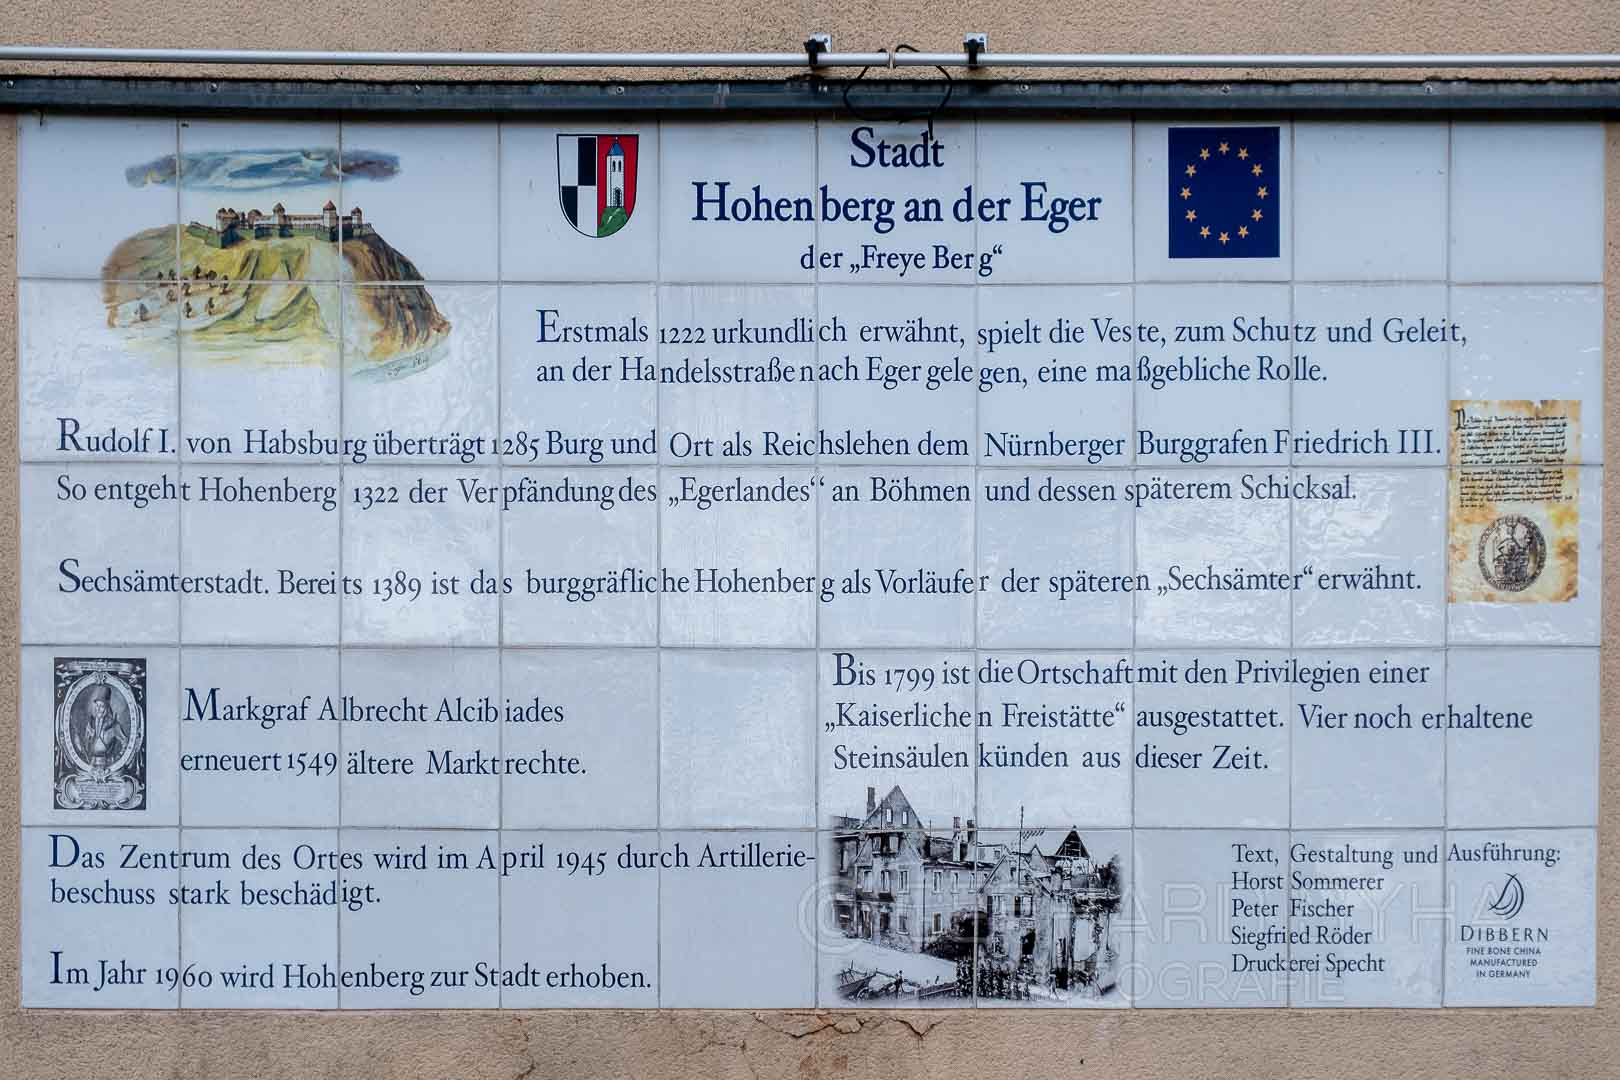 Stadt
Hohenberg an der Eger
der „Freye Berg“
Erstmals 1222 urkundlich erwähnt, spielt die Veste, zum Schutz und Geleit,
an der Handelsstraße nach Eger gelegen, eine maßgebliche Rolle.
Rudolf I. von Habsburg überträgt 1285 Burg und Ort als Reichslehen dem Nürnberger Burggrafen Friedrich III.
So entgeht Hohenberg 1322 der Verpfändung des „Egerlandes“ an Böhmen und dessen späterem Schicksal.
Sechsämterstadt. Bereits 1389 ist das burggräfliche Hohenberg als Vorläufer der späteren „Sechsämter“ erwähnt.
Markgraf Albrecht Alcibiades
erneuert 1549 ältere Marktrechte.
Bis 1799 ist die Ortschaft mit den Privilegien einer
„Kaiserlichen Freistätte“ ausgestattet. Vier noch erhaltene
Steinsäulen künden aus dieser Zeit.
Das Zentrum des Ortes wird im April 1945 durch Artillerie-
beschuss stark beschädigt.
Im Jahr 1960 wird Hohenberg zur Stadt erhoben.
Text, Gestaltung und Ausführung:
Horst Sommerer
Peter Fischer
Siegfried Röder
Druckerei Specht
DIBBERN
FINE BONE CHINA
MANUFACTURED
IN GERMANY